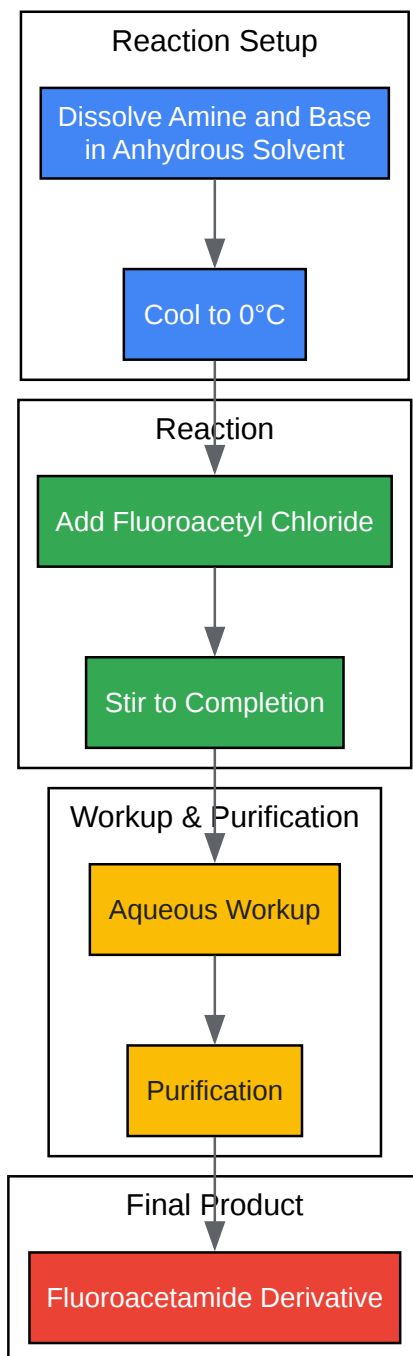 Reaction Setup
Dissolve Amine and Base
in Anhydrous Solvent
Cool to 0°C
Reaction
Add Fluoroacetyl Chloride
Stir to Completion
Workup & Purification
Aqueous Workup
Purification
Final Product
Fluoroacetamide Derivative